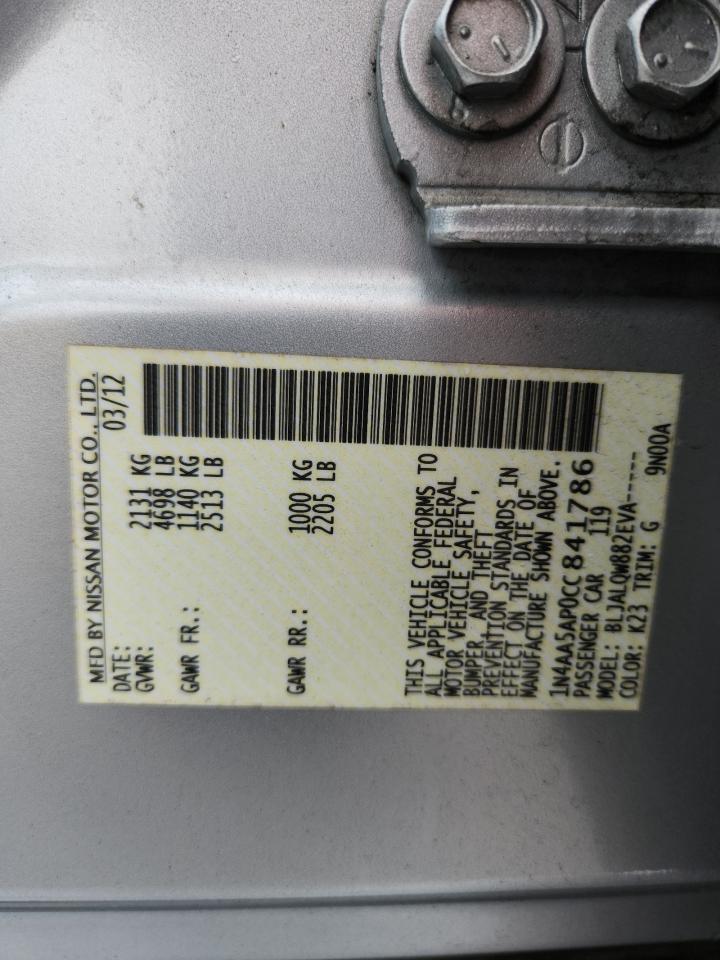 MFD BY NISSAN MOTOR CO., LTD.
DATE: 03/12
GVWR: 2131 KG
4698 LB
GAWR FR.: 1140 KG
2513 LB
GAWR RR.: 1000 KG
2205 LB
THIS VEHICLE CONFORMS TO
ALL APPLICABLE FEDERAL
MOTOR VEHICLE SAFETY,
BUMPER, AND THEFT
PREVENTION STANDARDS IN
EFFECT ON THE DATE OF
MANUFACTURE SHOWN ABOVE.
1N4AA5AP0CC841786
PASSENGER CAR 119
MODEL: BLJALQW882EVA-----
COLOR: K23 TRIM: G 9N00A